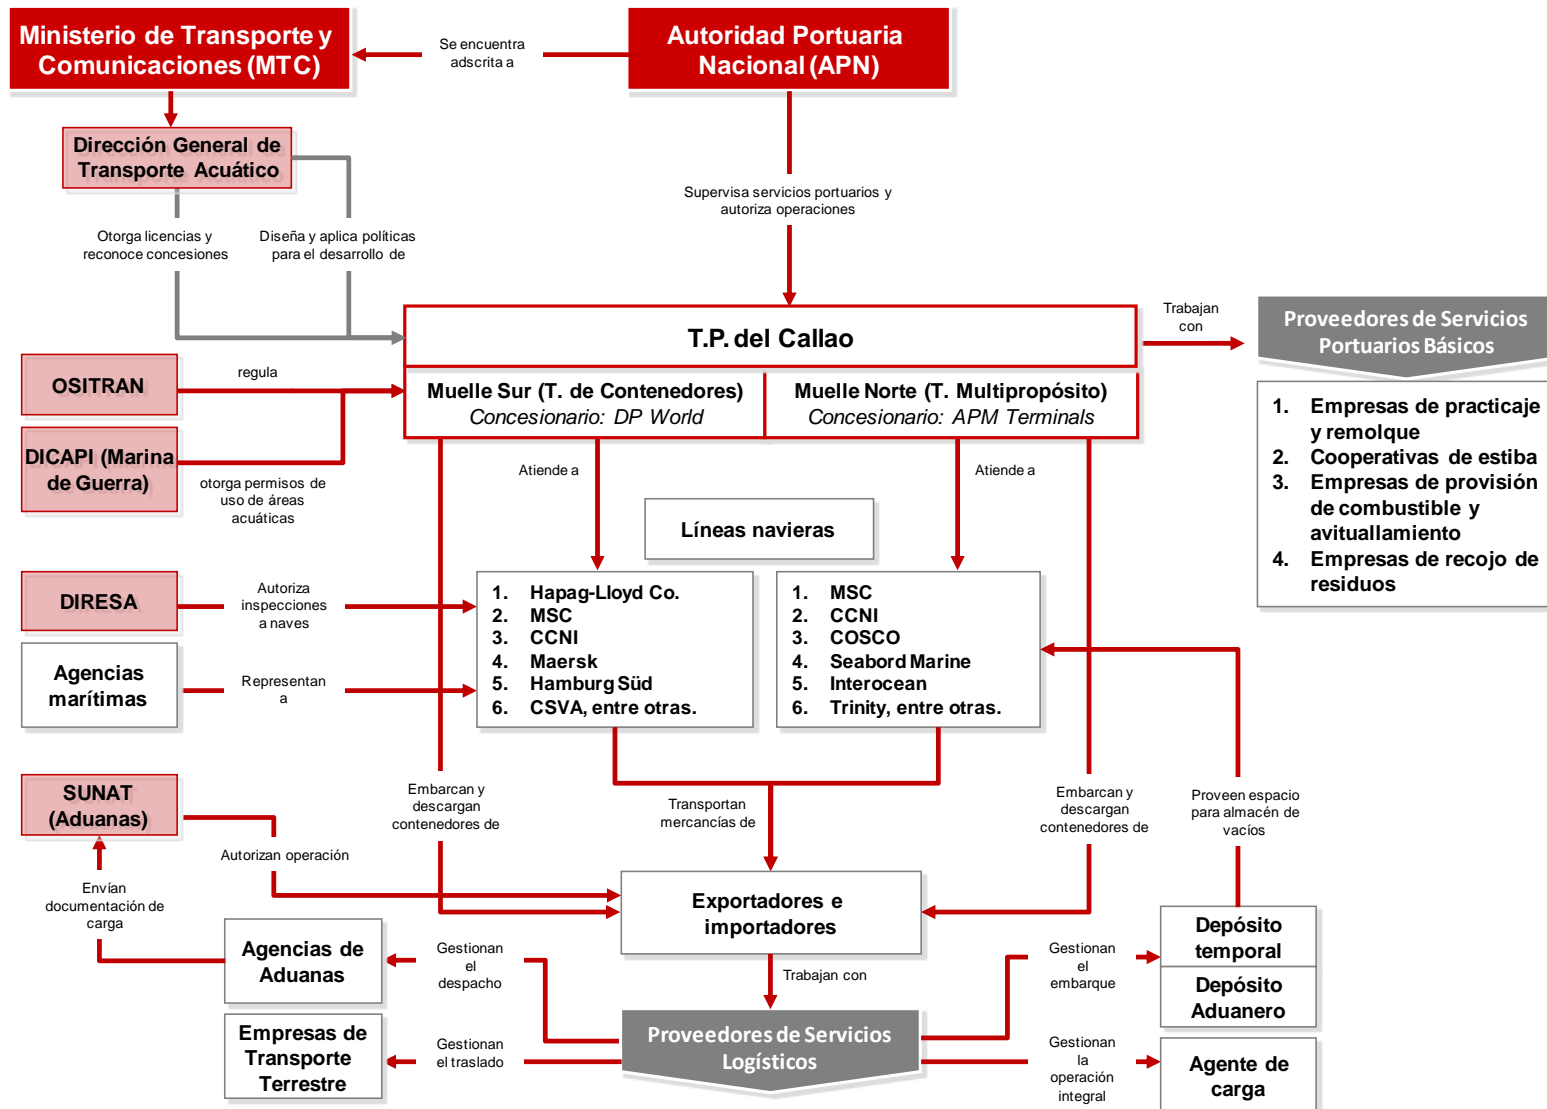 Ministerio de Transporte y
Comunicaciones (MTC)
Se encuentra
adscrita a
Autoridad Portuaria
Nacional (APN)
Dirección General de
Transporte Acuático
Supervisa servicios portuarios y
autoriza operaciones
Otorga licencias y
reconoce concesiones
Diseña y aplica políticas
para el desarrollo de
T.P. del Callao
Trabajan
con
Proveedores de Servicios
Portuarios Básicos
OSITRAN
regula
Muelle Sur (T. de Contenedores)
Concesionario: DP World
Muelle Norte (T. Multipropósito)
Concesionario: APM Terminals
1. Empresas de practicaje
y remolque
2. Cooperativas de estiba
3. Empresas de provisión
de combustible y
avituallamiento
4. Empresas de recojo de
residuos
DICAPI (Marina
de Guerra)
otorga permisos de
uso de áreas
acuáticas
Atiende a
Atiende a
Líneas navieras
DIRESA
Autoriza
inspecciones
a naves
1. Hapag-Lloyd Co.
2. MSC
3. CCNI
4. Maersk
5. Hamburg Süd
6. CSVA, entre otras.
1. MSC
2. CCNI
3. COSCO
4. Seabord Marine
5. Interocean
6. Trinity, entre otras.
Agencias
marítimas
Representan
a
SUNAT
(Aduanas)
Embarcan y
descargan
contenedores de
Transportan
mercancías de
Embarcan y
descargan
contenedores de
Proveen espacio
para almacén de
vacíos
Autorizan operación
Envían
documentación de
carga
Exportadores e
importadores
Agencias de
Aduanas
Gestionan
el
despacho
Trabajan con
Gestionan
el
embarque
Depósito
temporal
Depósito
Aduanero
Empresas de
Transporte
Terrestre
Gestionan
el traslado
Proveedores de Servicios
Logísticos
Gestionan
la
operación
integral
Agente de
carga